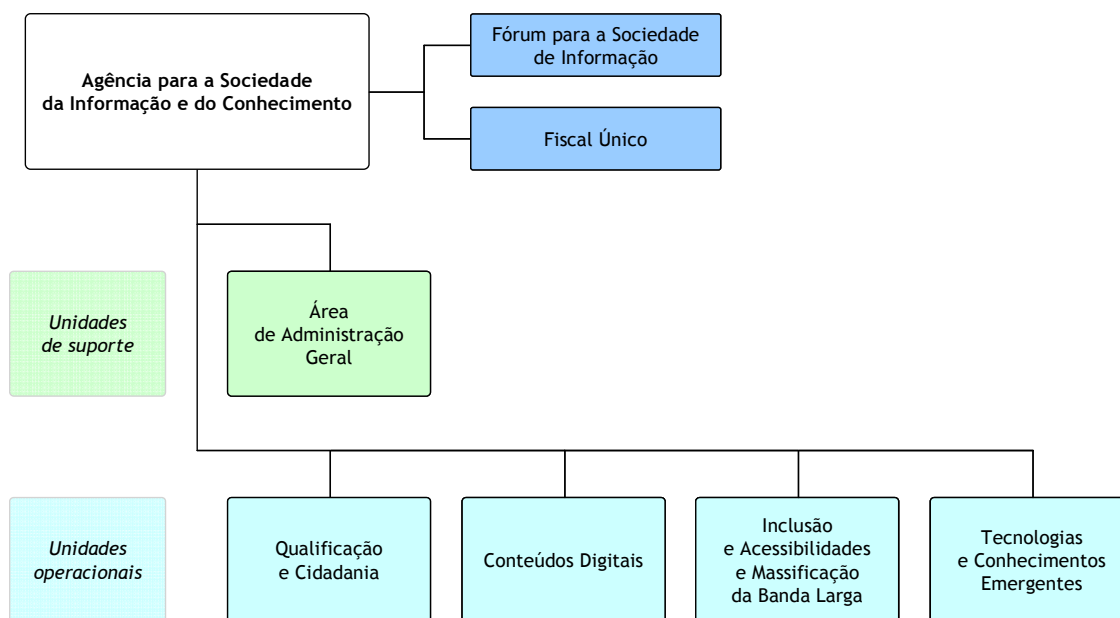 Agência para a Sociedade
da Informação e do Conhecimento
Fórum para a Sociedade
de Informação
Fiscal Único
Unidades
de suporte
Área
de Administração
Geral
Unidades
operacionais
Qualificação
e Cidadania
Conteúdos Digitais
Inclusão
e Acessibilidades
e Massificação
da Banda Larga
Tecnologias
e Conhecimentos
Emergentes